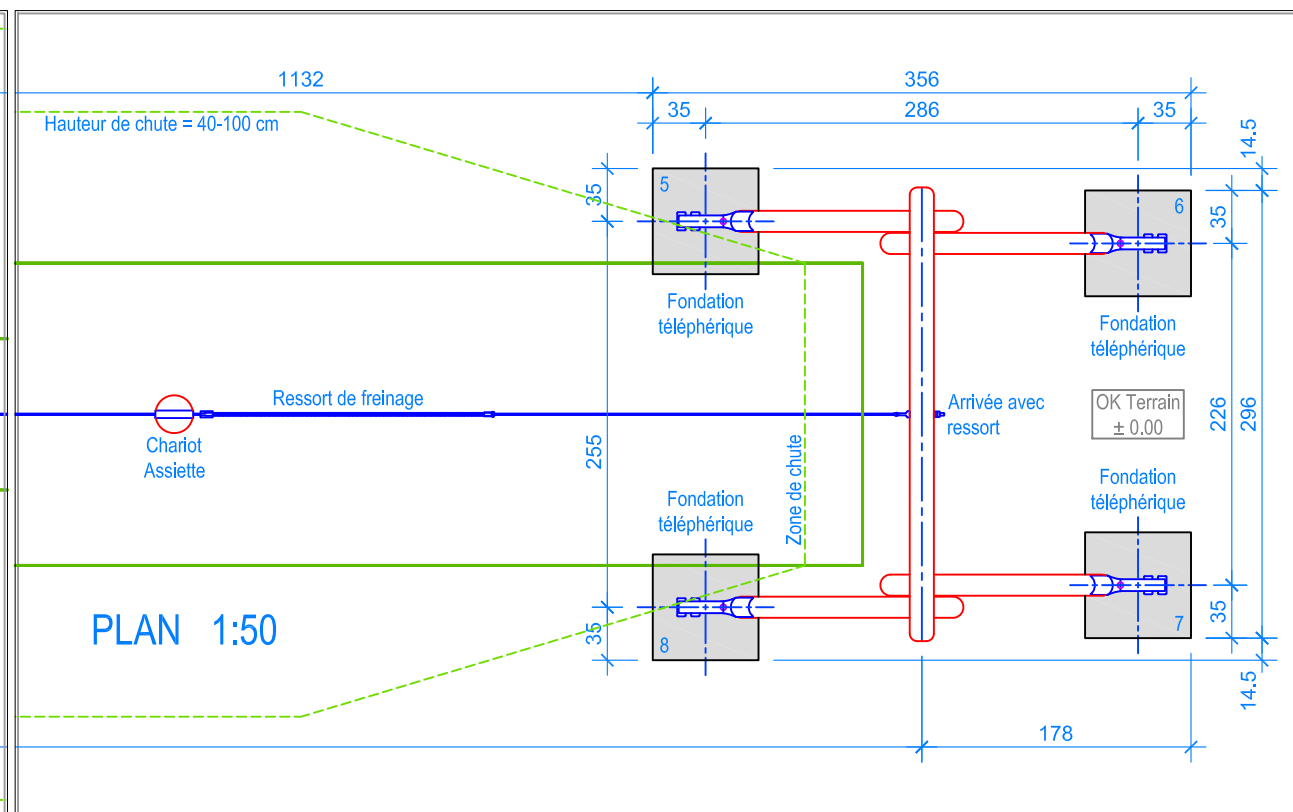 1132
356
35
286
35
14.5
Hauteur de chute = 40-100 cm
35
5
6
35
Fondation
téléphérique
Fondation
téléphérique
Ressort de freinage
Chariot
Assiette
Arrivée avec
ressort
OK Terrain
± 0.00
226
296
255
Zone de chute
Fondation
téléphérique
Fondation
téléphérique
PLAN 1:50
35
8
7
35
14.5
178